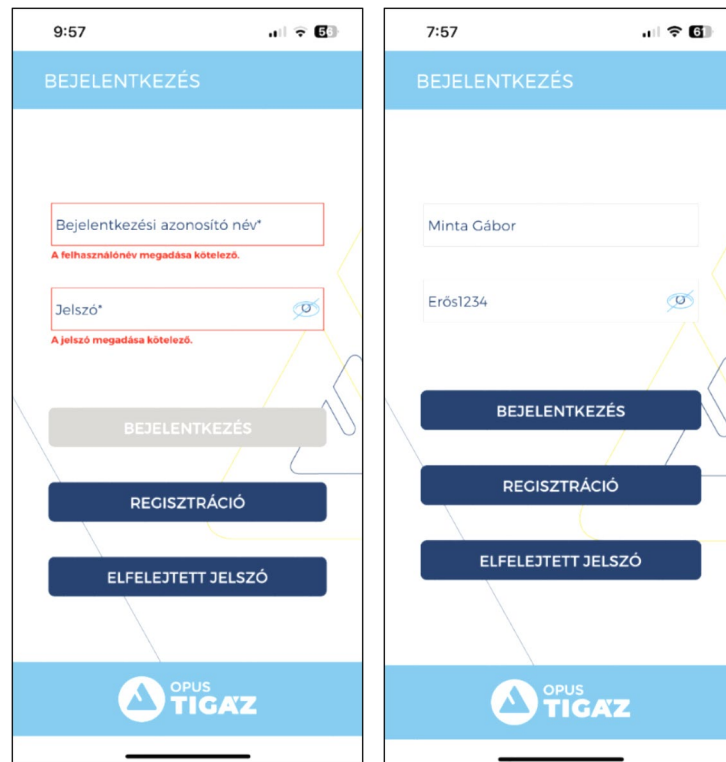 9:57
BEJELENTKEZÉS
Bejelentkezési azonosító név*
A felhasználónév megadása kötelező.
Jelszó*
A jelszó megadása kötelező.
BEJELENTKEZÉS
REGISZTRÁCIÓ
ELFELEJTETT JELSZÓ
OPUS
TIGÁZ
7:57
61
BEJELENTKEZÉS
Minta Gábor
Erős1234
BEJELENTKEZÉS
REGISZTRÁCIÓ
ELFELEJTETT JELSZÓ
OPUS
TIGÁZ